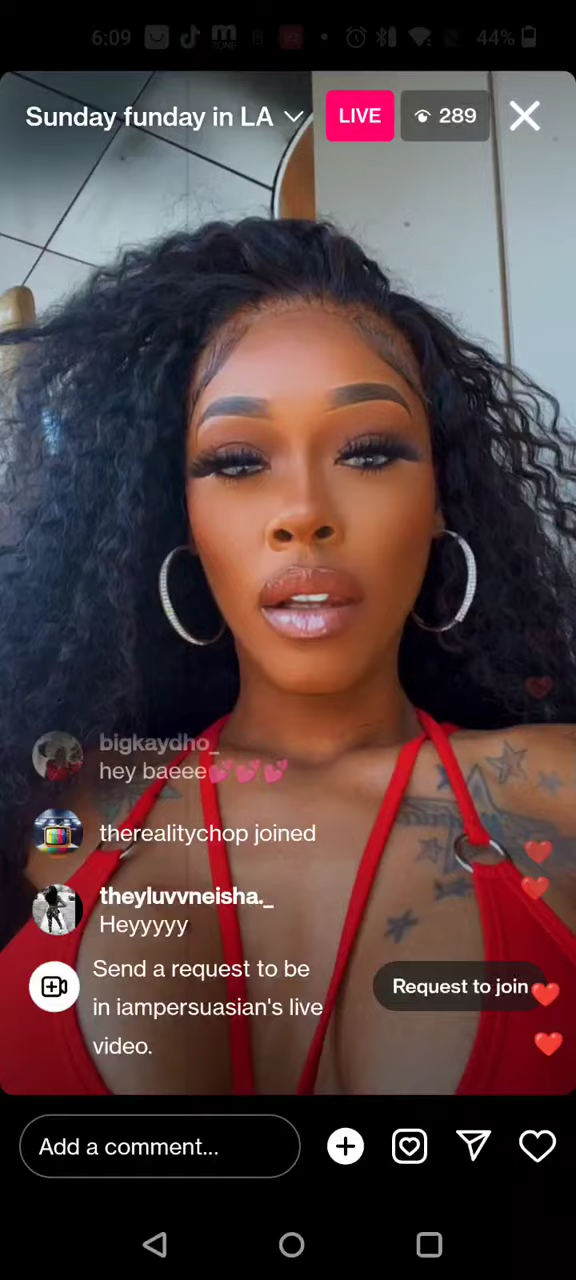 6:09
44%
Sunday funday in LA
LIVE
289
bigkaydho_
hey baeee💕💕💕
therealitychop joined
theyluvvneisha._
Heyyyyy
Send a request to be
in iampersuasian's live
video.
Request to join
Add a comment...